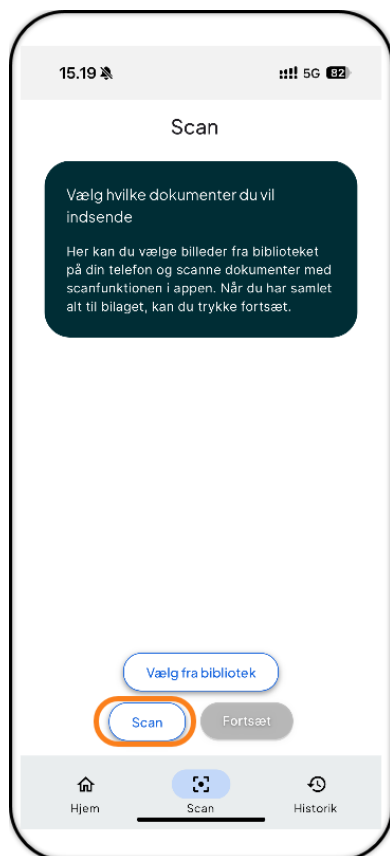 15.19 5G 82
Scan
Vælg hvilke dokumenter du vil
indsende
Her kan du vælge billeder fra biblioteket
på din telefon og scanne dokumenter med
scanfunktionen i appen. Når du har samlet
alt til bilaget, kan du trykke fortsæt.
Vælg fra bibliotek
Scan Fortsæt
Hjem Scan Historik